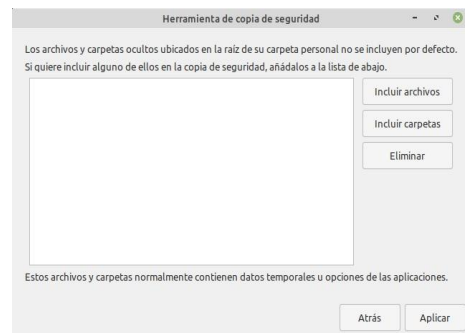 Herramienta de copia de seguridad
Los archivos y carpetas ocultos ubicados en la raíz de su carpeta personal no se incluyen por defecto.
Si quiere incluir alguno de ellos en la copia de seguridad, añádalos a la lista de abajo.
Incluir archivos
Incluir carpetas
Eliminar
Estos archivos y carpetas normalmente contienen datos temporales u opciones de las aplicaciones.
Atrás
Aplicar